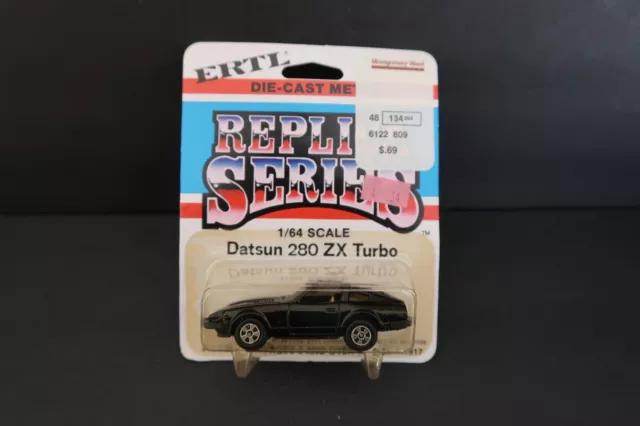 ERTL®
Montgomery Ward
DIE-CAST ME
48 134
6122 809
$.69
REPLI
SERIES
1/64 SCALE
TM
Datsun 280 ZX Turbo